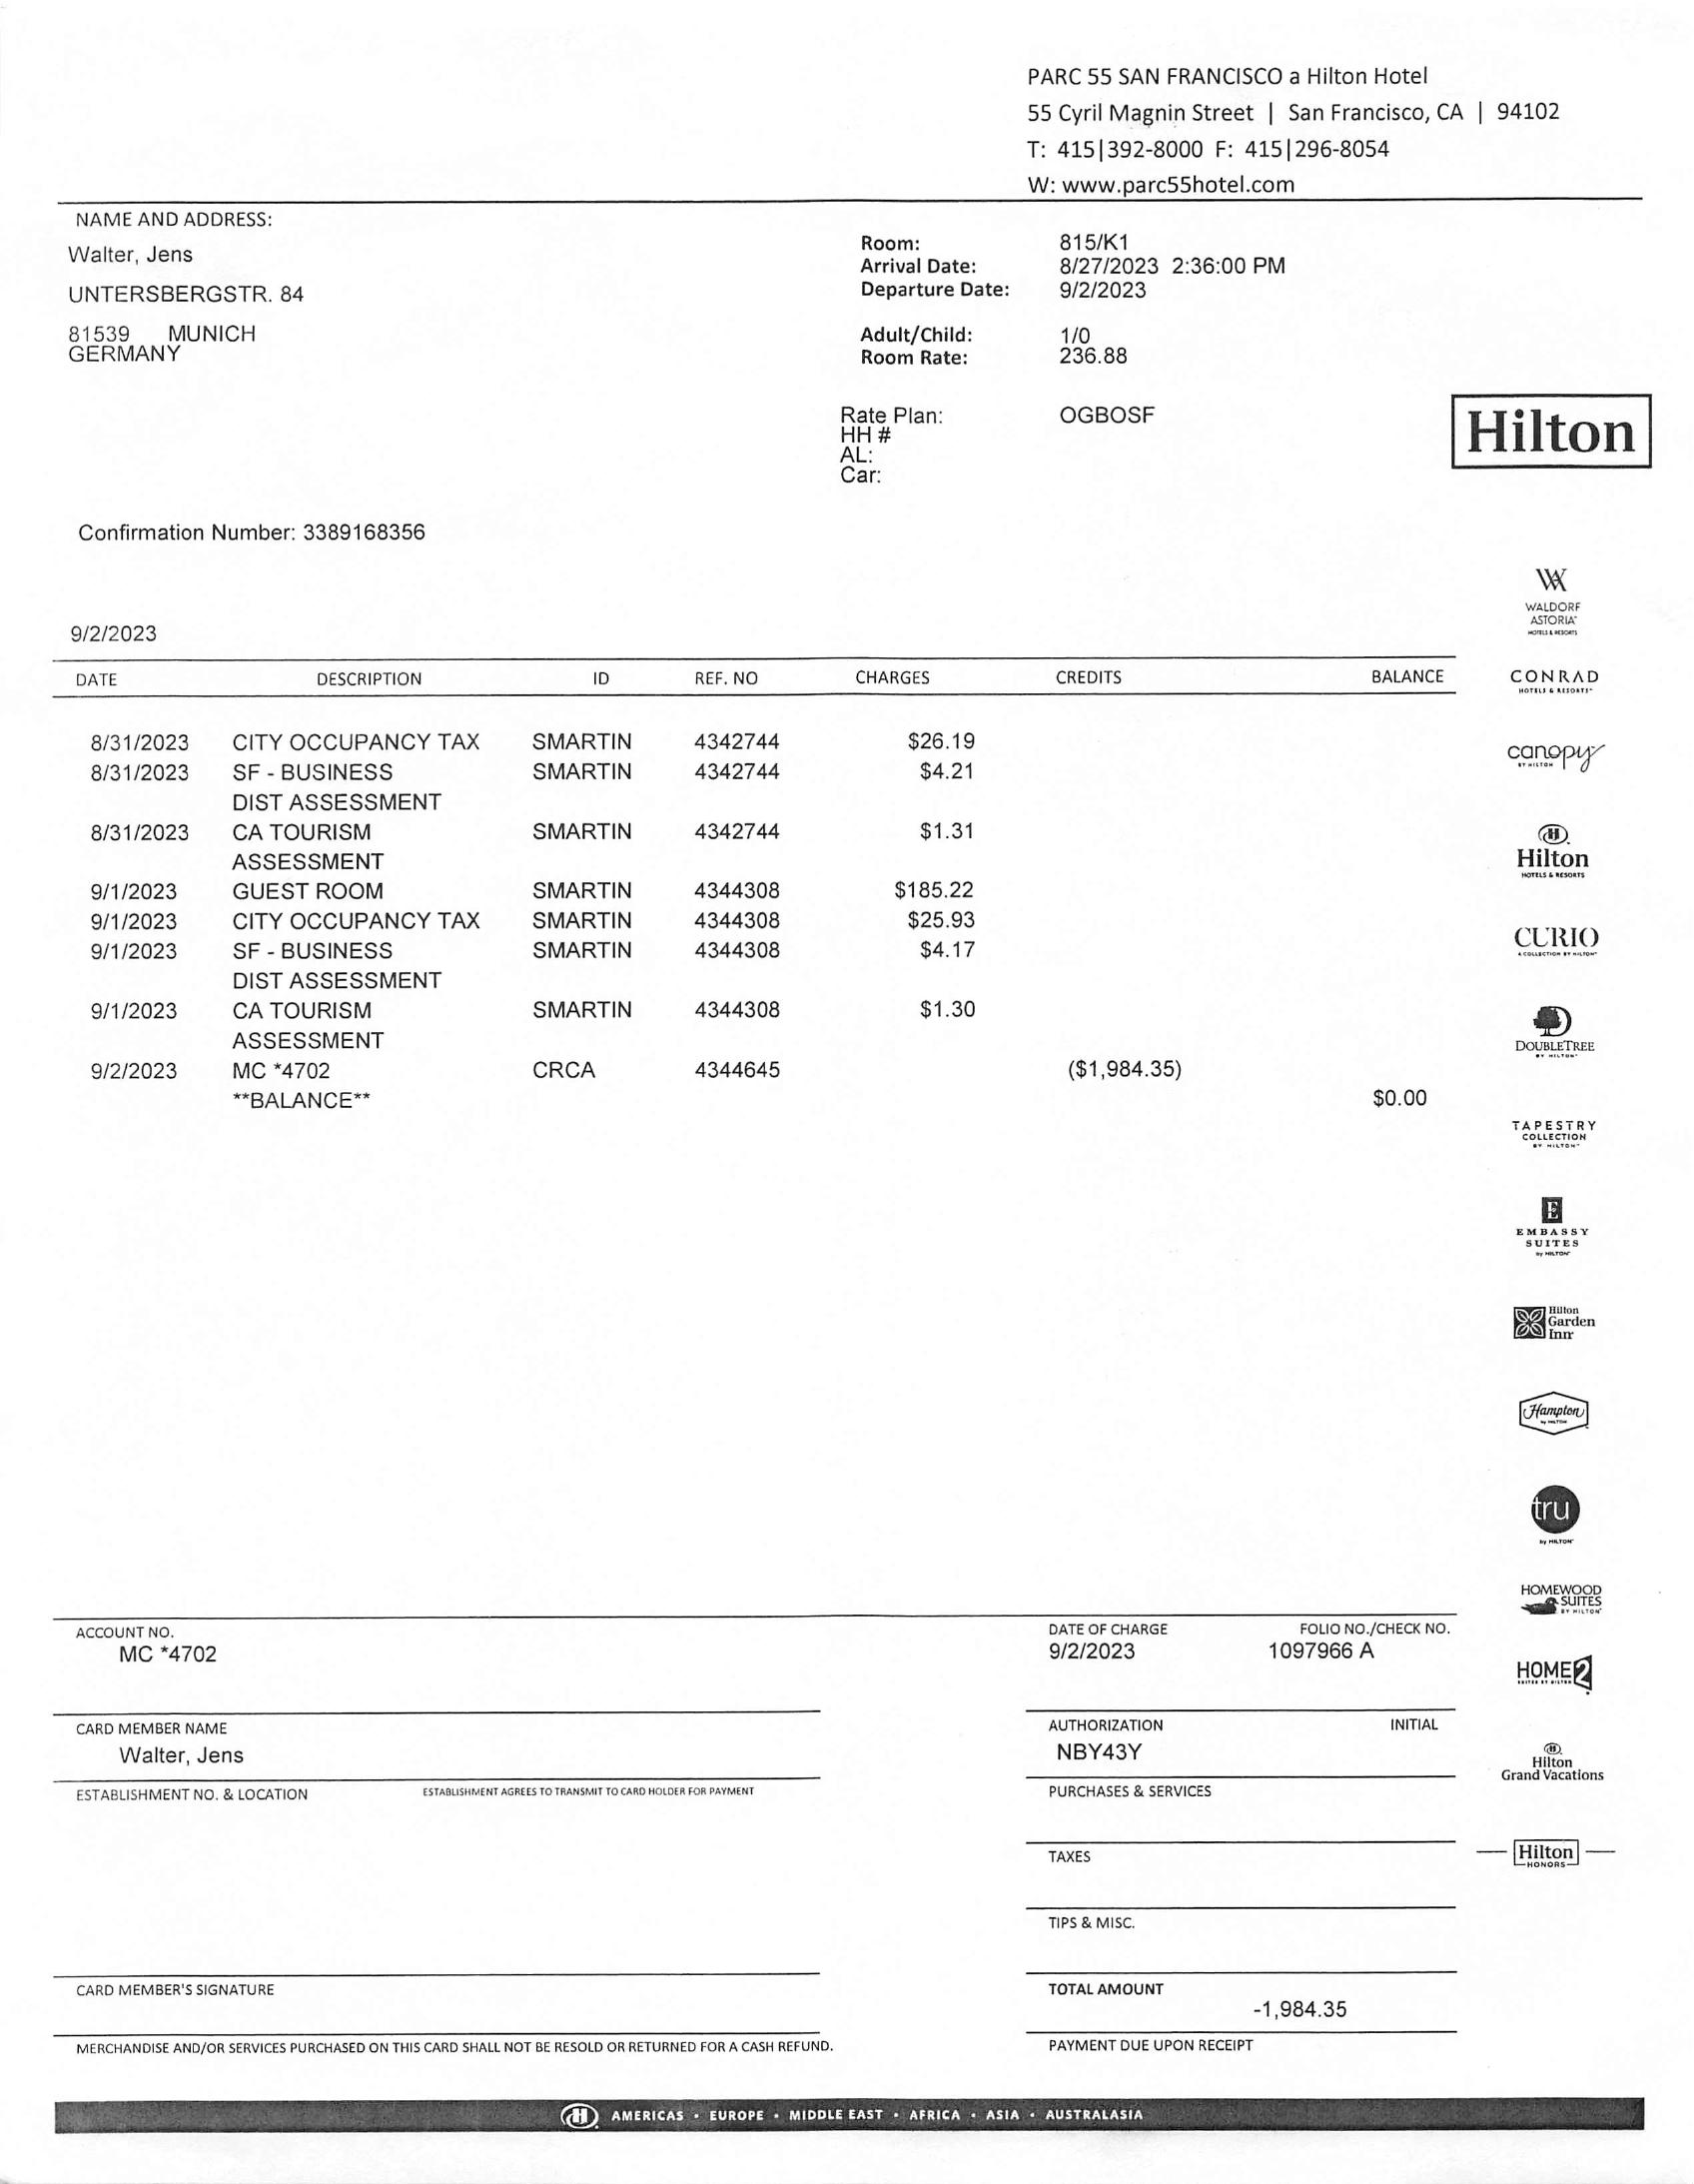 PARC 55 SAN FRANCISCO a Hilton Hotel
55 Cyril Magnin Street | San Francisco, CA | 94102
T: 415|392-8000 F: 415|296-8054
W: www.parc55hotel.com
NAME AND ADDRESS:
Walter, Jens
UNTERSBERGSTR. 84
81539 MUNICH
GERMANY
Room: 815/K1
Arrival Date: 8/27/2023 2:36:00 PM
Departure Date: 9/2/2023
Adult/Child: 1/0
Room Rate: 236.88
Rate Plan: OGBOSF
HH #
AL:
Car:
Hilton
Confirmation Number: 3389168356
9/2/2023
DATE DESCRIPTION ID REF. NO CHARGES CREDITS BALANCE
8/31/2023 CITY OCCUPANCY TAX SMARTIN 4342744 $26.19
8/31/2023 SF - BUSINESS SMARTIN 4342744 $4.21
DIST ASSESSMENT
8/31/2023 CA TOURISM SMARTIN 4342744 $1.31
ASSESSMENT
9/1/2023 GUEST ROOM SMARTIN 4344308 $185.22
9/1/2023 CITY OCCUPANCY TAX SMARTIN 4344308 $25.93
9/1/2023 SF - BUSINESS SMARTIN 4344308 $4.17
DIST ASSESSMENT
9/1/2023 CA TOURISM SMARTIN 4344308 $1.30
ASSESSMENT
9/2/2023 MC *4702 CRCA 4344645 ($1,984.35)
**BALANCE** $0.00
WALDORF
ASTORIA
HOTELS & RESORTS
CONRAD
HOTELS & RESORTS
canopy
BY HILTON
Hilton
HOTELS & RESORTS
CURIO
A COLLECTION BY HILTON
DOUBLETREE
BY HILTON
TAPESTRY
COLLECTION
BY HILTON
E
EMBASSY
SUITES
by HILTON
Hilton
Garden
Inn
Hampton
by HILTON
tru
by HILTON
HOMEWOOD
SUITES
BY HILTON
HOME2
SUITES BY HILTON
Hilton
Grand Vacations
Hilton
HONORS
ACCOUNT NO.
MC *4702
DATE OF CHARGE FOLIO NO./CHECK NO.
9/2/2023 1097966 A
CARD MEMBER NAME
Walter, Jens
AUTHORIZATION INITIAL
NBY43Y
ESTABLISHMENT NO. & LOCATION ESTABLISHMENT AGREES TO TRANSMIT TO CARD HOLDER FOR PAYMENT
PURCHASES & SERVICES
TAXES
TIPS & MISC.
CARD MEMBER'S SIGNATURE
TOTAL AMOUNT
-1,984.35
MERCHANDISE AND/OR SERVICES PURCHASED ON THIS CARD SHALL NOT BE RESOLD OR RETURNED FOR A CASH REFUND.
PAYMENT DUE UPON RECEIPT
H AMERICAS • EUROPE • MIDDLE EAST • AFRICA • ASIA • AUSTRALASIA